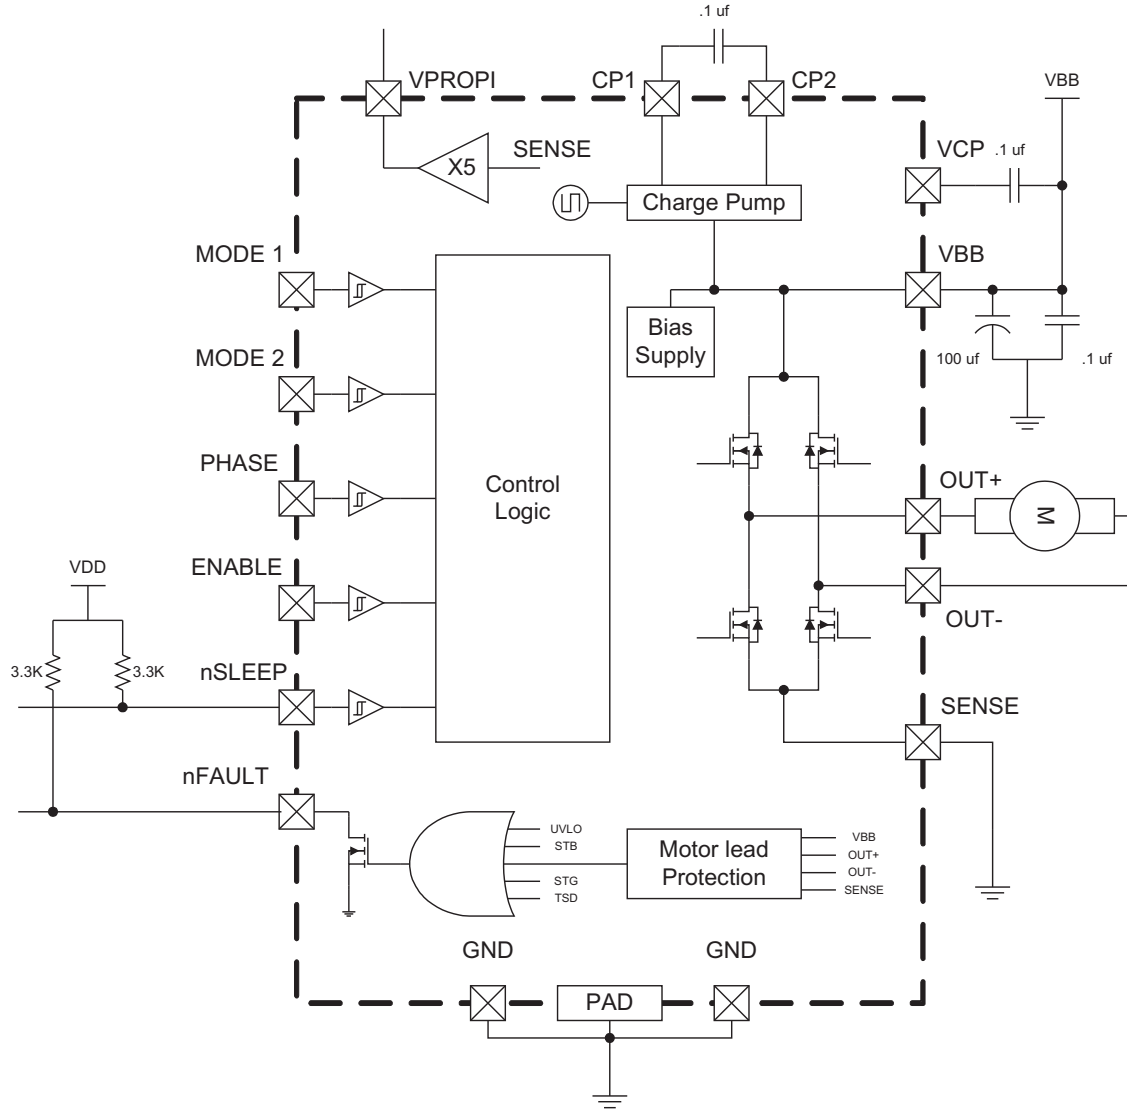 .1 uf
VPROPI
CP1
CP2
VBB
X5
SENSE
VCP
.1 uf
Charge Pump
MODE 1
VBB
Bias
Supply
100 uf
.1 uf
MODE 2
PHASE
Control
Logic
OUT+
M
ENABLE
VDD
OUT-
3.3K
3.3K
nSLEEP
SENSE
nFAULT
UVLO
STB
STG
TSD
Motor lead
Protection
VBB
OUT+
OUT-
SENSE
GND
GND
PAD